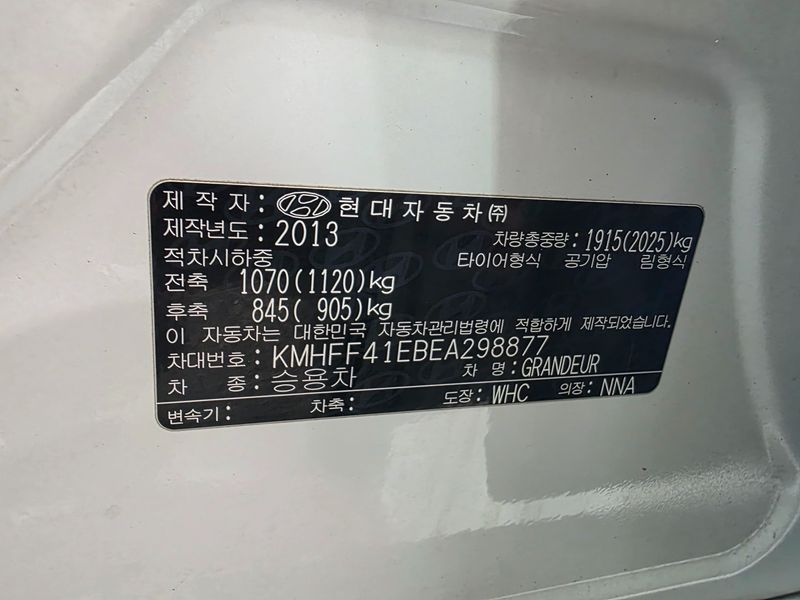 제 작 자 : 현대자동차㈜
제작년도 : 2013 차량총중량 : 1915(2025)kg
적차시하중 타이어형식 공기압 림형식
전축 1070(1120)kg
후축 845( 905)kg
이 자동차는 대한민국 자동차관리법령에 적합하게 제작되었습니다.
차대번호 : KMHFF41EBEA298877
차 종 : 승용차 차 명 : GRANDEUR
변속기 : 차축 : 도장 : WHC 의장 : NNA